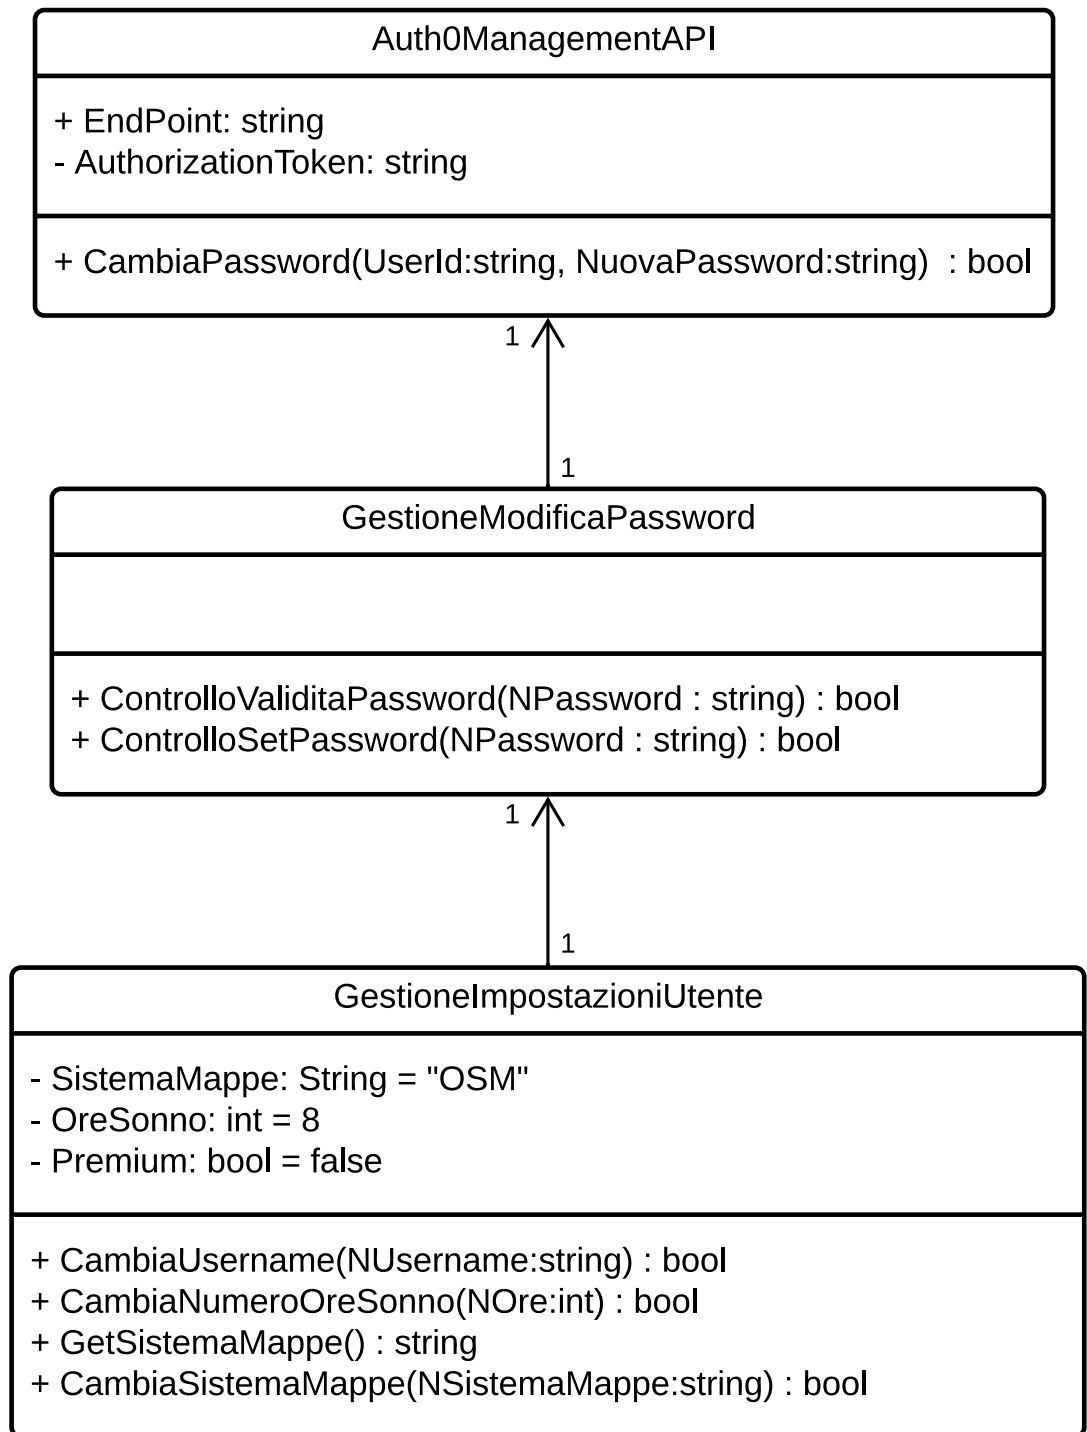 Auth0ManagementAPI
+ EndPoint: string
- AuthorizationToken: string
+ CambiaPassword(UserId:string, NuovaPassword:string)  : bool
1
1
GestioneModificaPassword
+ ControlloValiditaPassword(NPassword : string) : bool
+ ControlloSetPassword(NPassword : string) : bool
1
1
GestioneImpostazioniUtente
- SistemaMappe: String = "OSM"
- OreSonno: int = 8
- Premium: bool = false
+ CambiaUsername(NUsername:string) : bool
+ CambiaNumeroOreSonno(NOre:int) : bool
+ GetSistemaMappe() : string
+ CambiaSistemaMappe(NSistemaMappe:string) : bool